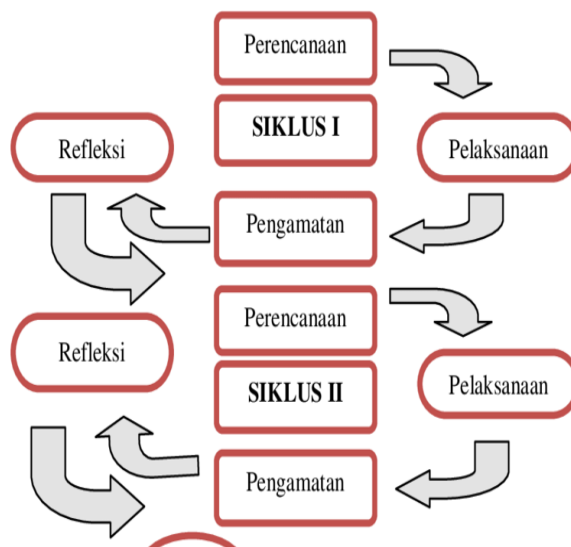 Perencanaan
SIKLUS I
Refleksi
Pelaksanaan
Pengamatan
Perencanaan
Refleksi
Pelaksanaan
SIKLUS II
Pengamatan